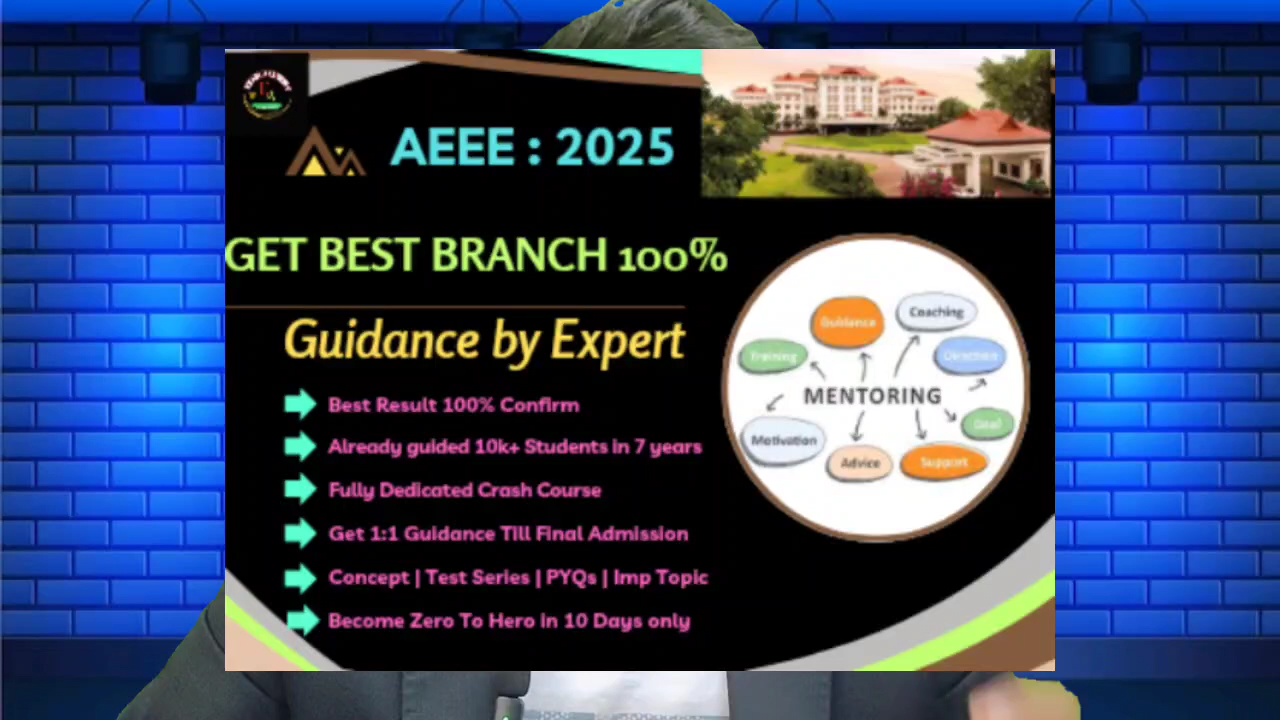 AEEE : 2025
GET BEST BRANCH 100%
Guidance by Expert
Best Result 100% Confirm
Already guided 10k+ Students in 7 years
Fully Dedicated Crash Course
Get 1:1 Guidance Till Final Admission
Concept | Test Series | PYQs | Imp Topic
Become Zero To Hero in 10 Days only
Guidance
Coaching
Training
Direction
MENTORING
Goal
Motivation
Advice
Support